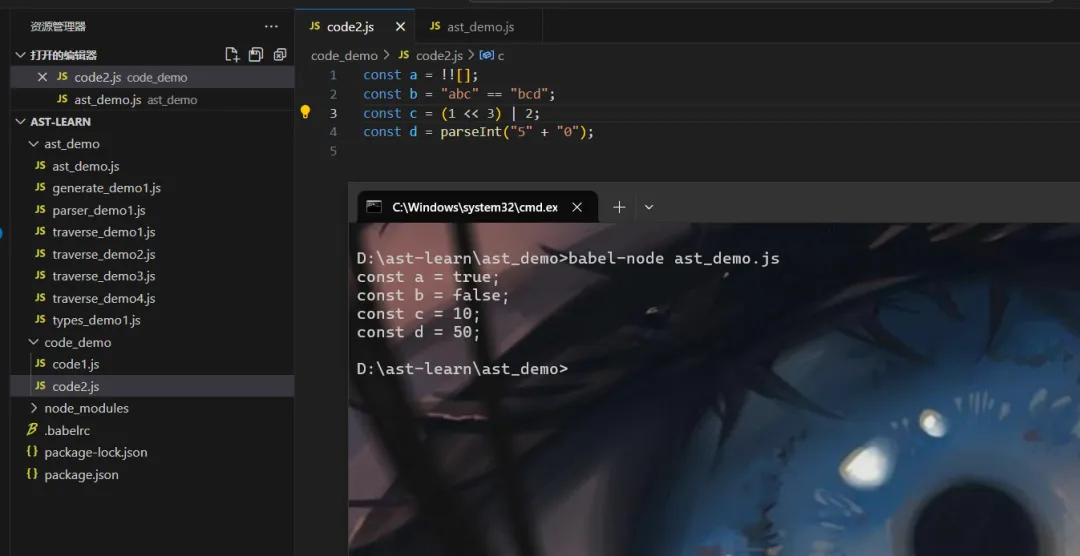 资源管理器 ···
打开的编辑器
JS code2.js code_demo
JS ast_demo.js ast_demo
AST-LEARN
ast_demo
JS ast_demo.js
JS generate_demo1.js
JS parser_demo1.js
JS traverse_demo1.js
JS traverse_demo2.js
JS traverse_demo3.js
JS traverse_demo4.js
JS types_demo1.js
code_demo
JS code1.js
JS code2.js
node_modules
.babelrc
{} package-lock.json
{} package.json
JS code2.js JS ast_demo.js
code_demo > JS code2.js > c
1 const a = !![];
2 const b = "abc" == "bcd";
3 const c = (1 << 3) | 2;
4 const d = parseInt("5" + "0");
5
C:\Windows\system32\cmd.ex
D:\ast-learn\ast_demo>babel-node ast_demo.js
const a = true;
const b = false;
const c = 10;
const d = 50;
D:\ast-learn\ast_demo>